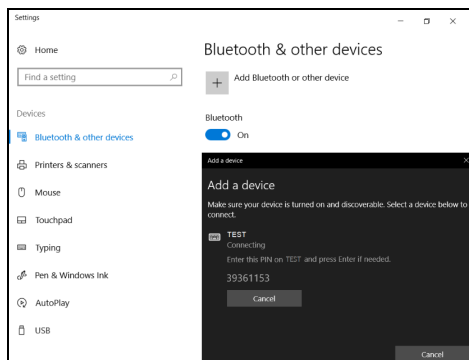 Settings
Home
Find a setting
Devices
Bluetooth & other devices
Printers & scanners
Mouse
Touchpad
Typing
Pen & Windows Ink
AutoPlay
USB
Bluetooth & other devices
Add Bluetooth or other device
Bluetooth
On
Add a device
Add a device
Make sure your device is turned on and discoverable. Select a device below to
connect.
TEST
Connecting
Enter this PIN on TEST and press Enter if needed.
39361153
Cancel
Cancel